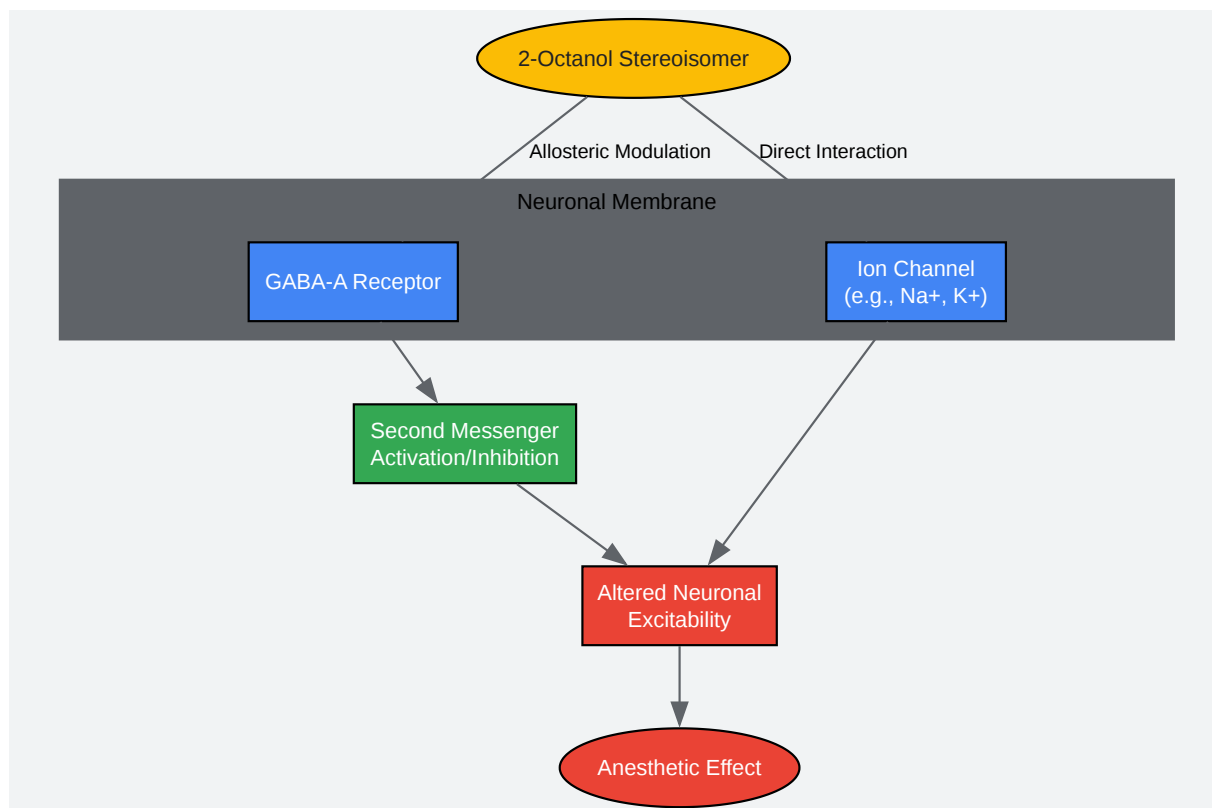 2-Octanol Stereoisomer
Allosteric Modulation
Direct Interaction
Neuronal Membrane
GABA-A Receptor
Ion Channel
(e.g., Na+, K+)
Second Messenger
Activation/Inhibition
Altered Neuronal
Excitability
Anesthetic Effect